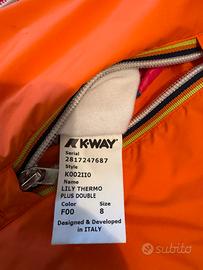 K-WAY
Serial
2817247687
Style
K002II0
Name
LILY THERMO
PLUS DOUBLE
Color Size
F00 8
Designed & Developed
in ITALY
subito